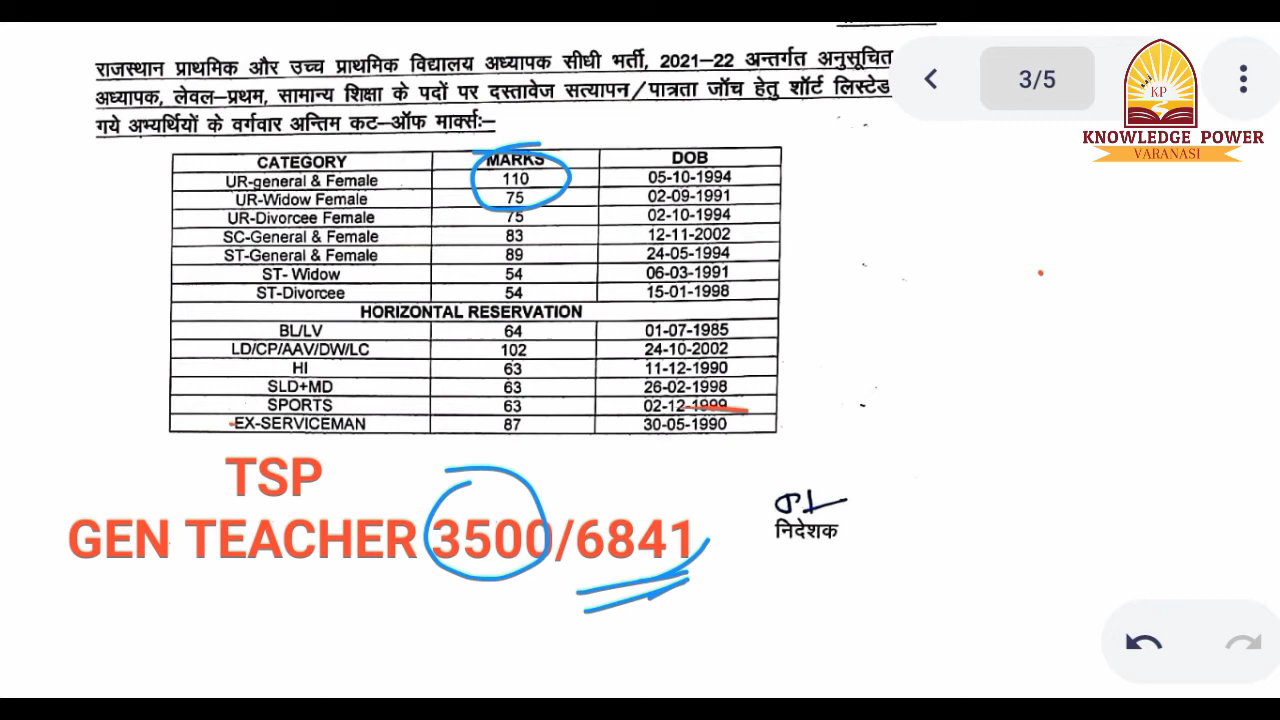 राजस्थान प्राथमिक और उच्च प्राथमिक विद्यालय अध्यापक सीधी भर्ती, 2021–22 अन्तर्गत अनुसूचित
अध्यापक, लेवल–प्रथम, सामान्य शिक्षा के पदों पर दस्तावेज सत्यापन/पात्रता जॉच हेतु शॉर्ट लिस्टेड
गये अभ्यर्थियों के वर्गवार अन्तिम कट–ऑफ मार्क्सः–
3/5
KP
KNOWLEDGE POWER
VARANASI
CATEGORY MARKS DOB
UR-general & Female 110 05-10-1994
UR-Widow Female 75 02-09-1991
UR-Divorcee Female 75 02-10-1994
SC-General & Female 83 12-11-2002
ST-General & Female 89 24-05-1994
ST- Widow 54 06-03-1991
ST-Divorcee 54 15-01-1998
HORIZONTAL RESERVATION
BL/LV 64 01-07-1985
LD/CP/AAV/DW/LC 102 24-10-2002
HI 63 11-12-1990
SLD+MD 63 26-02-1998
SPORTS 63 02-12-1999
EX-SERVICEMAN 87 30-05-1990
TSP
GEN TEACHER 3500/6841
निदेशक